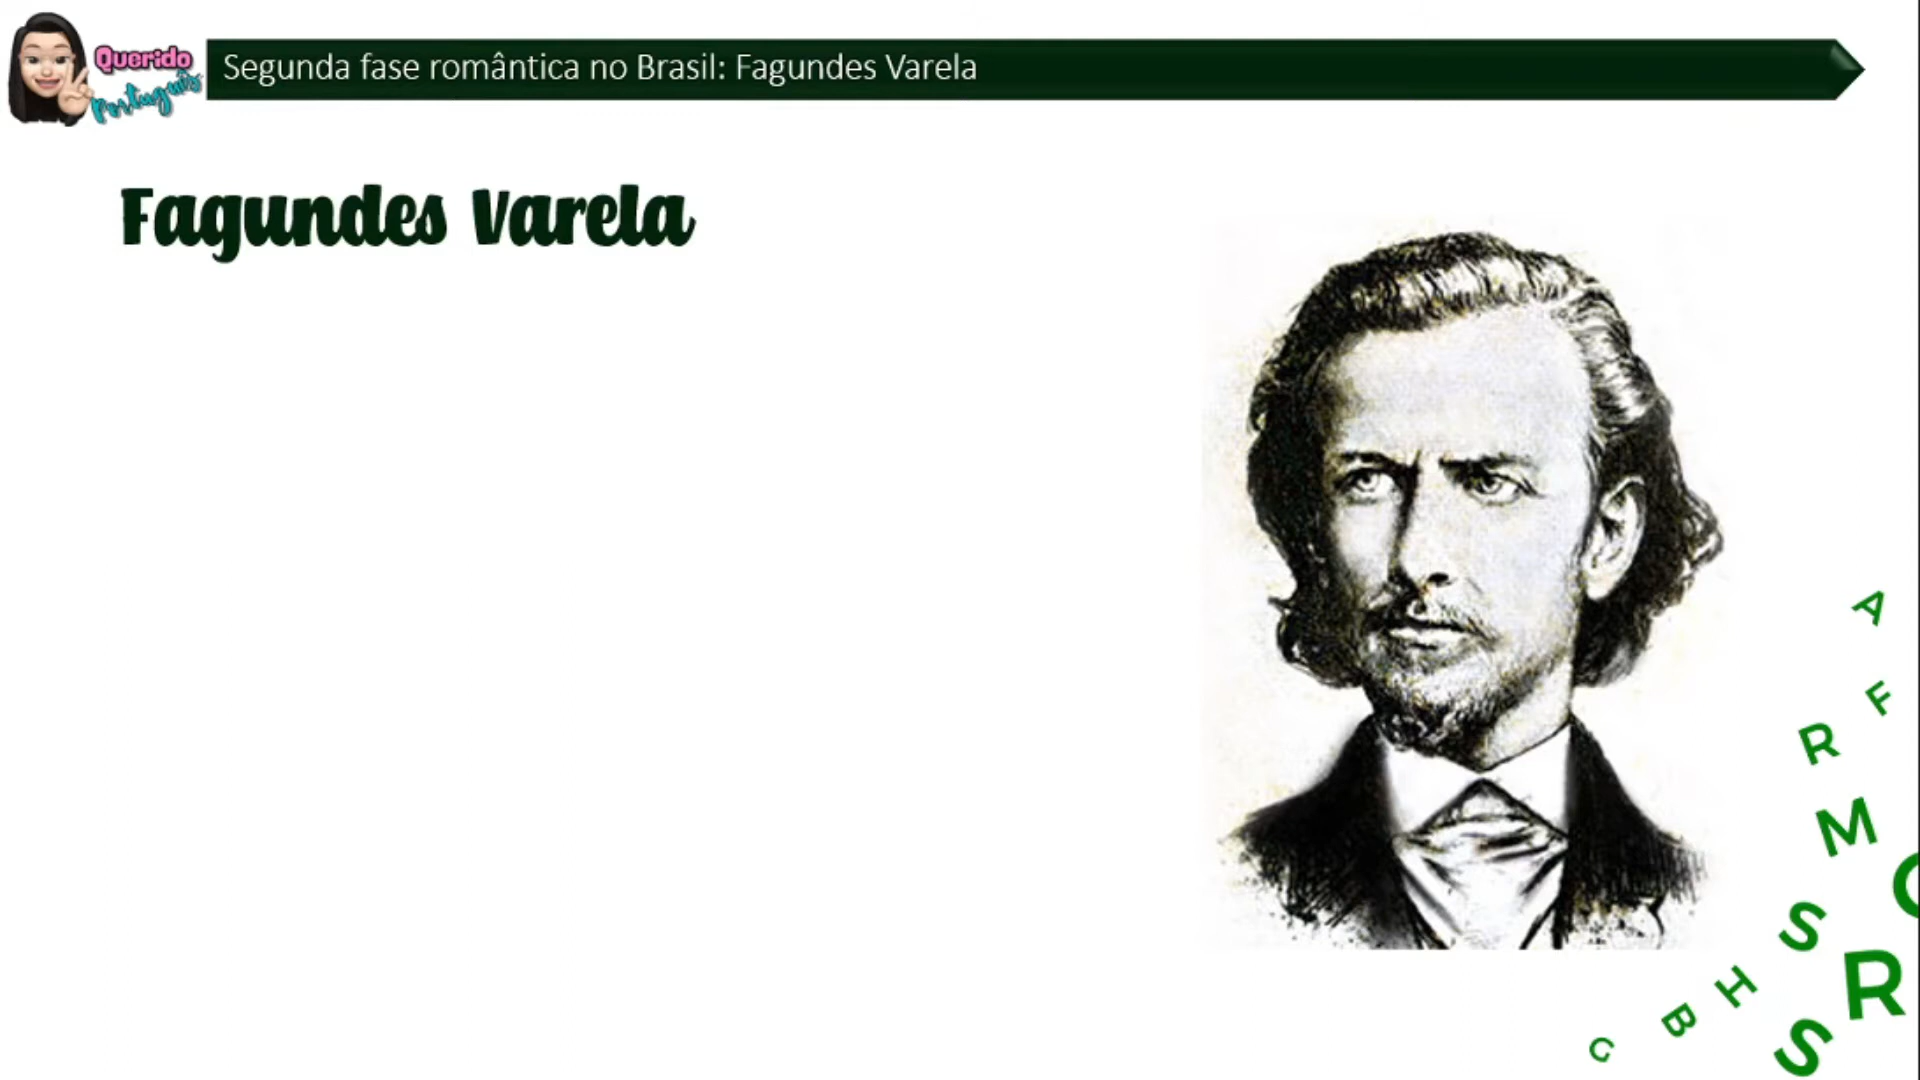 Querido
Português
Segunda fase romântica no Brasil: Fagundes Varela
Fagundes Varela
A
F
R
M
S
R
H
B
S
G